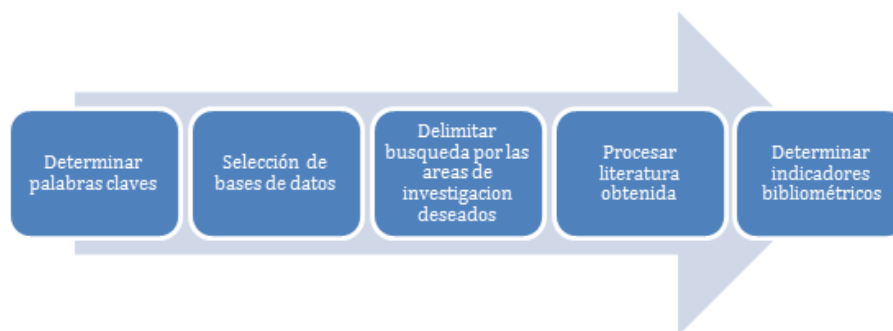 Determinar
palabras claves
Selección de
bases de datos
Delimitar
busqueda por las
areas de
investigacion
deseados
Procesar
literatura
obtenida
Determinar
indicadores
bibliométricos